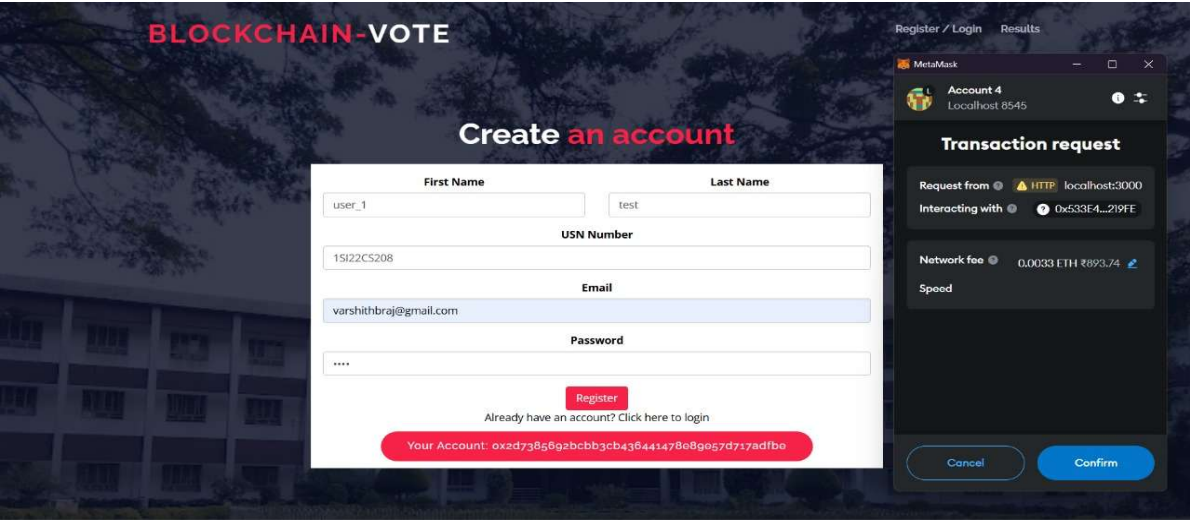 BLOCKCHAIN-VOTE
Register / Login Results
MetaMask
Account 4
Localhost 8545
Transaction request
Request from HTTP localhost:3000
Interacting with 0x533E4...219FE
Network fee 0.0033 ETH ₹893.74
Speed
Cancel Confirm
Create an account
First Name Last Name
user_1 test
USN Number
1SI22CS208
Email
varshithbraj@gmail.com
Password
••••
Register
Already have an account? Click here to login
Your Account: 0x2d7385692bcbb3cb436441478e89e57d717adfbe